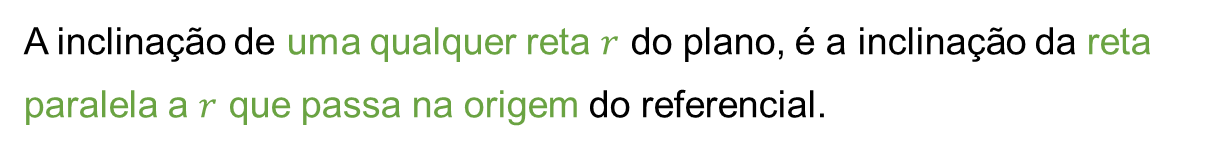 A inclinação de uma qualquer reta r do plano, é a inclinação da reta
paralela a r que passa na origem do referencial.